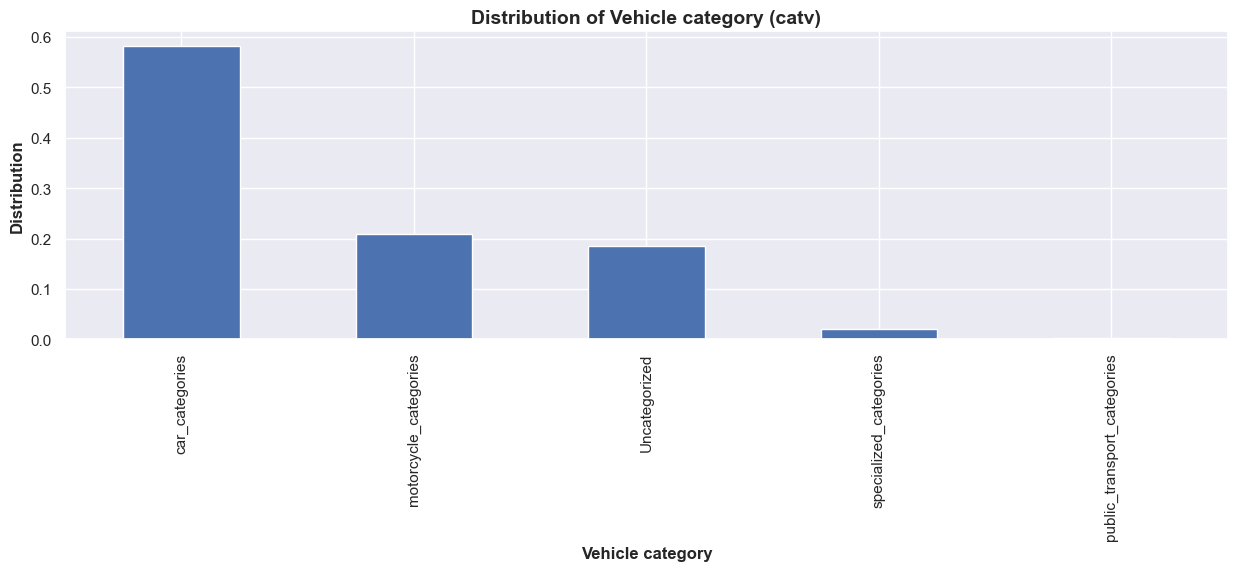 Distribution of Vehicle category (catv)
Distribution
0.6
0.5
0.4
0.3
0.2
0.1
0.0
car_categories
motorcycle_categories
Uncategorized
specialized_categories
public_transport_categories
Vehicle category